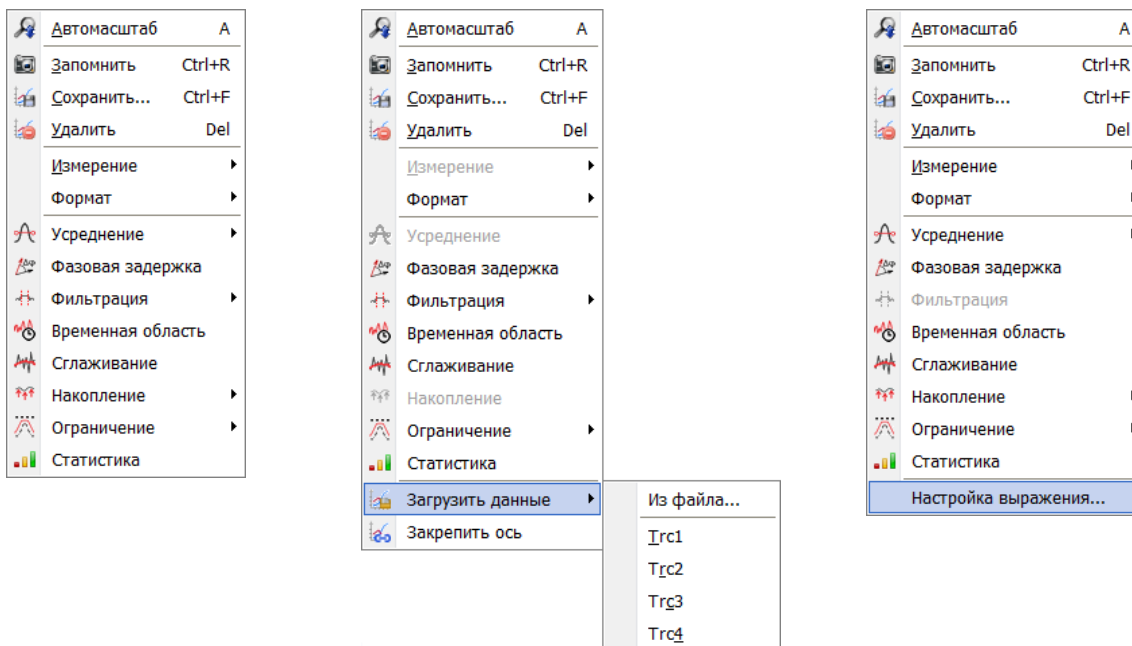 Автомасштаб A
Запомнить Ctrl+R
Сохранить... Ctrl+F
Удалить Del
Измерение
Формат
Усреднение
Фазовая задержка
Фильтрация
Временная область
Сглаживание
Накопление
Ограничение
Статистика
Автомасштаб A
Запомнить Ctrl+R
Сохранить... Ctrl+F
Удалить Del
Измерение
Формат
Усреднение
Фазовая задержка
Фильтрация
Временная область
Сглаживание
Накопление
Ограничение
Статистика
Загрузить данные
Закрепить ось
Из файла...
Trc1
Trc2
Trc3
Trc4
Автомасштаб A
Запомнить Ctrl+R
Сохранить... Ctrl+F
Удалить Del
Измерение
Формат
Усреднение
Фазовая задержка
Фильтрация
Временная область
Сглаживание
Накопление
Ограничение
Статистика
Настройка выражения...